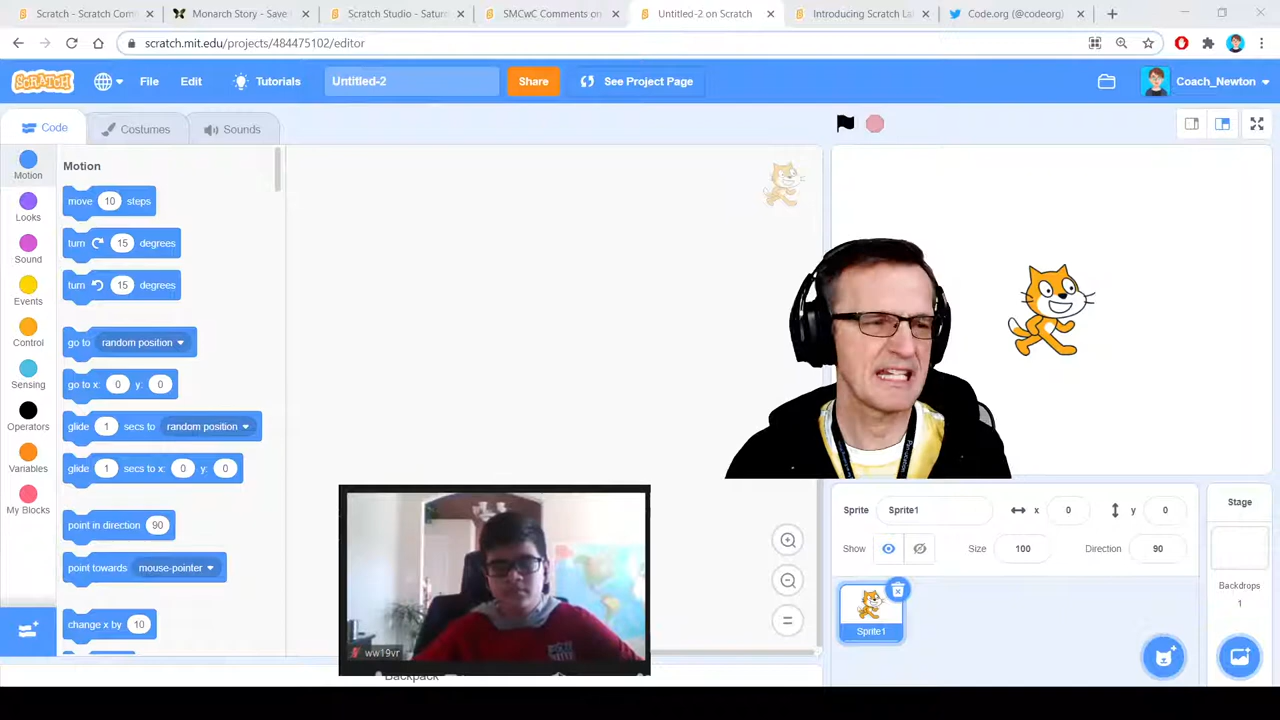 Scratch - Scratch Com
Monarch Story - Save
Scratch Studio - Satur
SMCwC Comments on
Untitled-2 on Scratch
Introducing Scratch La
Code.org (@codeorg)
scratch.mit.edu/projects/484475102/editor
SCRATCH
File
Edit
Tutorials
Untitled-2
Share
See Project Page
Coach_Newton
Code
Costumes
Sounds
Motion
Looks
Sound
Events
Control
Sensing
Operators
Variables
My Blocks
Motion
move 10 steps
turn 15 degrees
turn 15 degrees
go to random position
go to x: 0 y: 0
glide 1 secs to random position
glide 1 secs to x: 0 y: 0
point in direction 90
point towards mouse-pointer
change x by 10
ww19vr
Backpack
Sprite Sprite1 x 0 y 0
Show Size 100 Direction 90
Sprite1
Stage
Backdrops
1